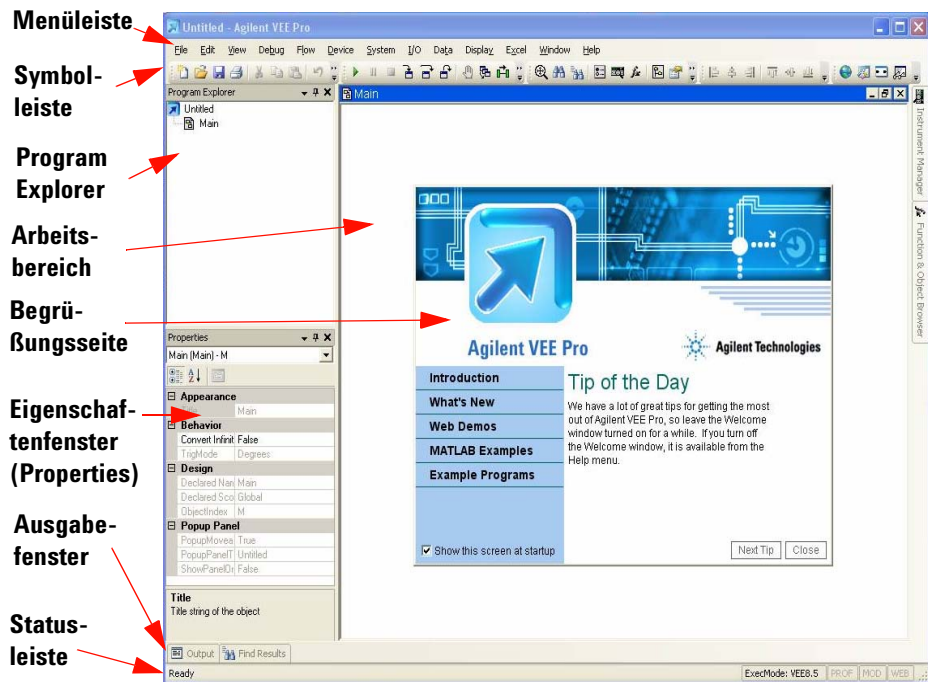 Menüleiste
Symbol-
leiste
Program
Explorer
Arbeits-
bereich
Begrü-
ßungsseite
Eigenschaf-
tenfenster
(Properties)
Ausgabe-
fenster
Status-
leiste
Untitled - Agilent VEE Pro
File Edit View Debug Flow Device System I/O Data Display Excel Window Help
Program Explorer
Untitled
Main
Main
Instrument Manager
Function & Object Browser
Agilent VEE Pro
Agilent Technologies
Introduction
What's New
Web Demos
MATLAB Examples
Example Programs
Show this screen at startup
Tip of the Day
We have a lot of great tips for getting the most
out of Agilent VEE Pro, so leave the Welcome
window turned on for a while. If you turn off
the Welcome window, it is available from the
Help menu.
Next Tip Close
Properties
Main (Main) - M
Appearance
Title Main
Behavior
Convert Infinit False
TrigMode Degrees
Design
Declared Nan Main
Declared Sco Global
ObjectIndex M
Popup Panel
PopupMovea True
PopupPanelT Untitled
ShowPanelOr False
Title
Title string of the object
Output Find Results
Ready
ExecMode: VEE8.5 PROF MOD WEB